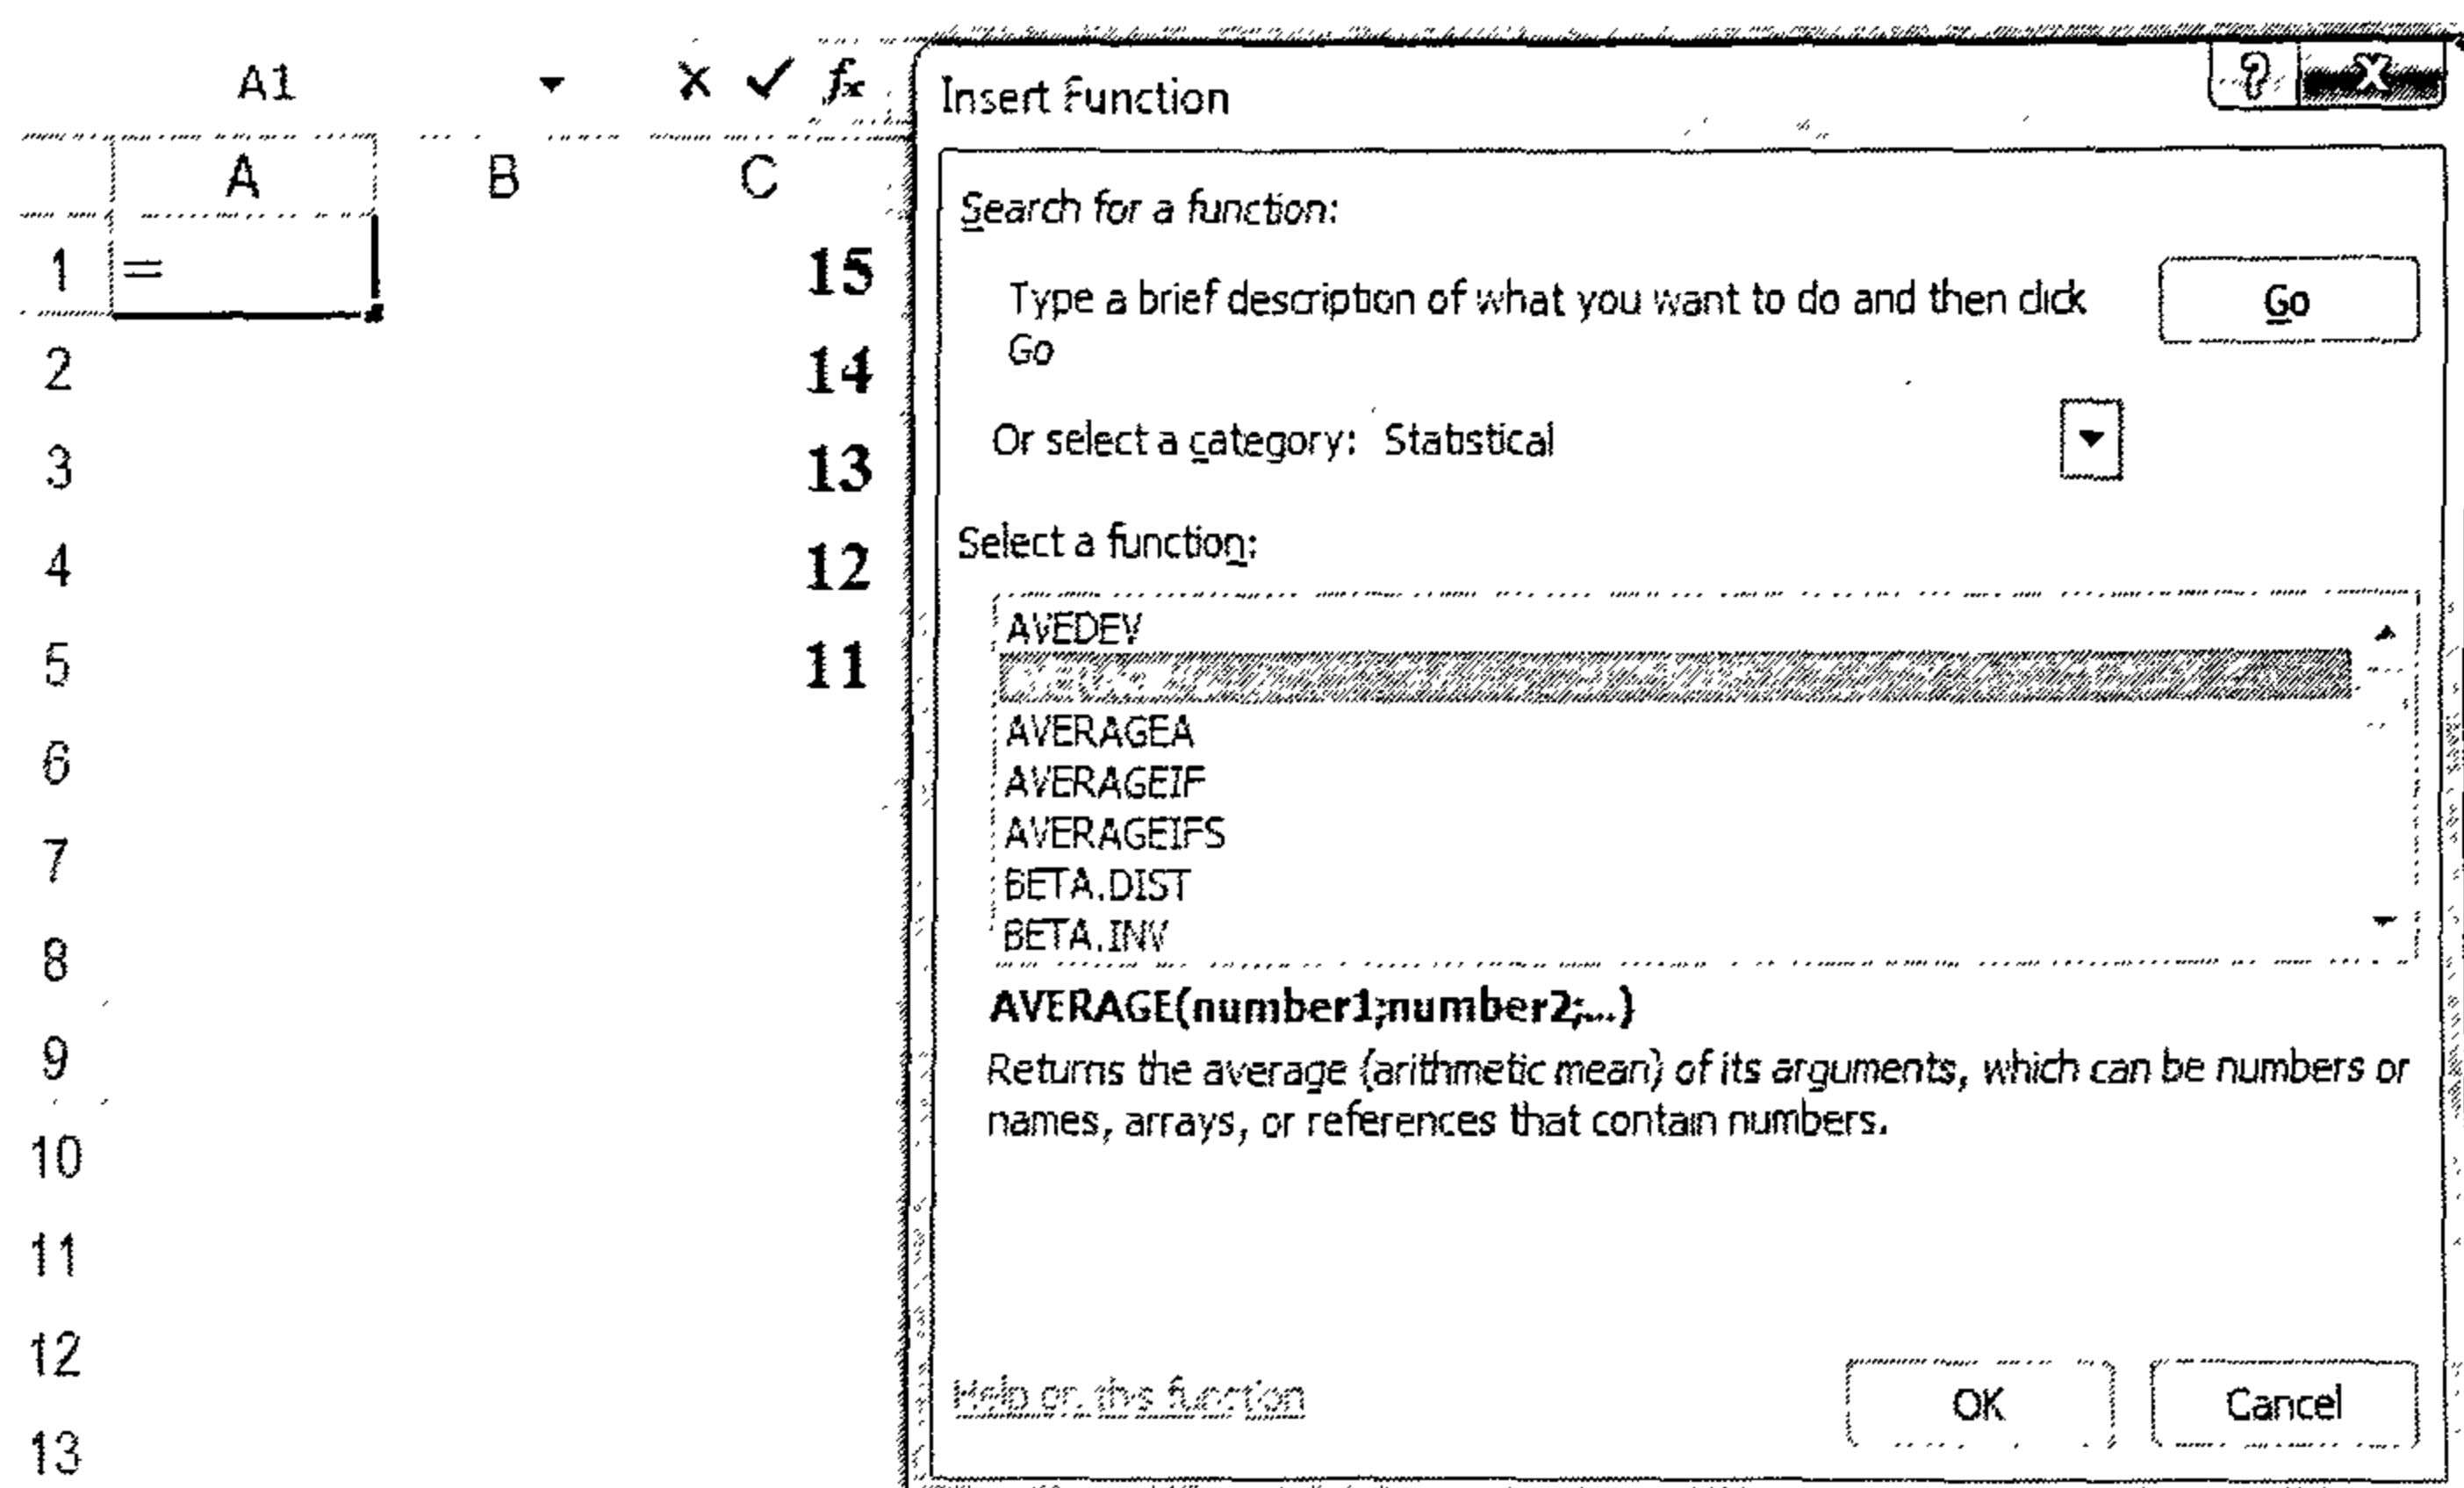 A1 fx
A B C
1 = 15
2 14
3 13
4 12
5 11
6
7
8
9
10
11
12
13
Insert Function ? X
Search for a function:
Type a brief description of what you want to do and then click
Go
Go
Or select a category: Statistical
Select a function:
AVEDEV
AVERAGEA
AVERAGEIF
AVERAGEIFS
BETA.DIST
BETA.INV
AVERAGE(number1;number2;...)
Returns the average (arithmetic mean) of its arguments, which can be numbers or
names, arrays, or references that contain numbers.
Help on this function
OK Cancel